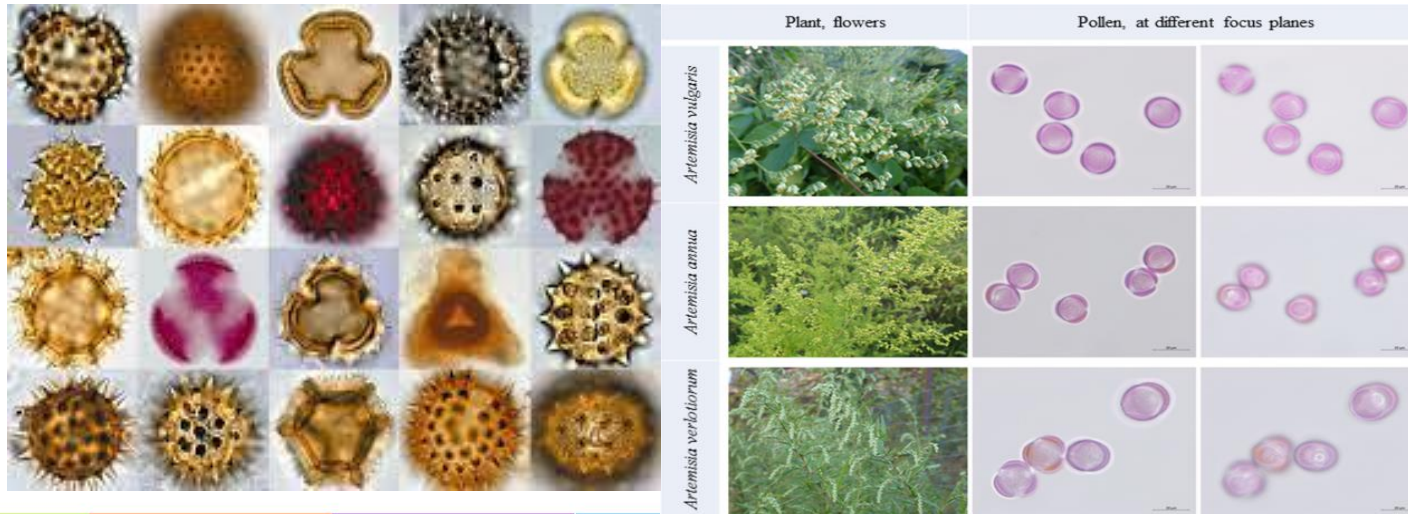 Plant, flowers
Pollen, at different focus planes
Artemisia vulgaris
Artemisia annua
Artemisia verlotiorum